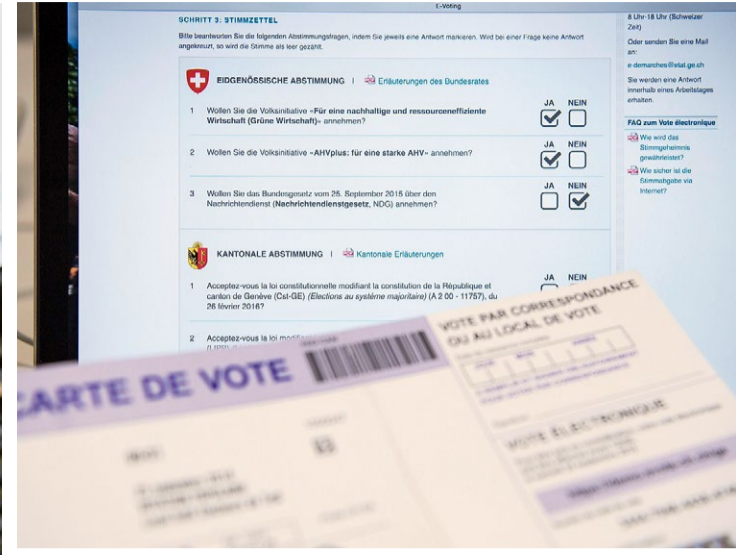 E-Voting
SCHRITT 3: STIMMZETTEL
Bitte beantworten Sie die folgenden Abstimmungsfragen, indem Sie jeweils eine Antwort markieren. Wird bei einer Frage keine Antwort
angekreuzt, so wird die Stimme als leer gezählt.
EIDGENÖSSISCHE ABSTIMMUNG | Erläuterungen des Bundesrates
JA NEIN
1 Wollen Sie die Volksinitiative «Für eine nachhaltige und ressourceneffiziente
Wirtschaft (Grüne Wirtschaft)» annehmen?
JA NEIN
2 Wollen Sie die Volksinitiative «AHVplus: für eine starke AHV» annehmen?
JA NEIN
3 Wollen Sie das Bundesgesetz vom 25. September 2015 über den
Nachrichtendienst (Nachrichtendienstgesetz, NDG) annehmen?
KANTONALE ABSTIMMUNG | Kantonale Erläuterungen
JA NEIN
1 Acceptez-vous la loi constitutionnelle modifiant la constitution de la République et
canton de Genève (Cst-GE) (Elections au système majoritaire) (A 2 00 - 11757), du
26 février 2016?
2 Acceptez-vous la loi
8 Uhr-18 Uhr (Schweizer
Zeit)
Oder senden Sie eine Mail
an:
e-demarches@etat.ge.ch
Sie werden eine Antwort
innerhalb eines Arbeitstages
erhalten.
FAQ zum Vote électronique
Wie wird das
Stimmgeheimnis
gewährleistet?
Wie sicher ist die
Stimmabgabe via
Internet?
CARTE DE VOTE
VOTE PAR CORRESPONDANCE
OU AU LOCAL DE VOTE
VOTE ÉLECTRONIQUE